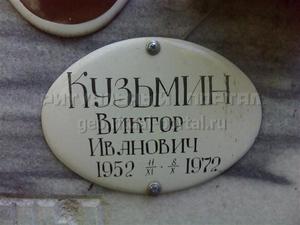 КУЗЬМИН
ВИКТОР
ИВАНОВИЧ
1952 11/XI · 8/X 1972